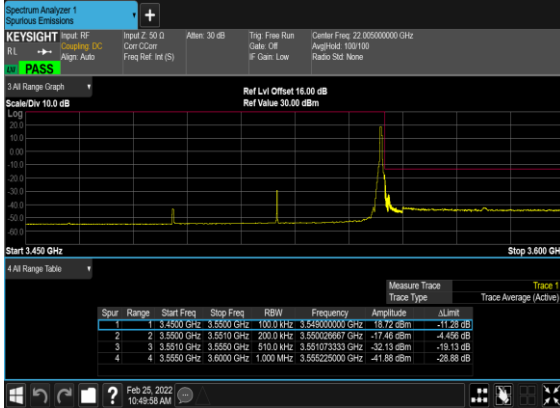 Spectrum Analyzer 1
Spurious Emissions
+
KEYSIGHT Input: RF Input Z: 50 Ω Atten: 30 dB Trig: Free Run Center Freq: 22.005000000 GHz
RL Coupling: DC Corr CCorr Gate: Off Avg|Hold: 100/100
Align: Auto Freq Ref: Int (S) IF Gain: Low Radio Std: None
PASS
3 All Range Graph
Ref Lvl Offset 16.00 dB
Scale/Div 10.0 dB Ref Value 30.00 dBm
Log
20.0
10.0
0.00
-10.0
-20.0
-30.0
-40.0
-50.0
-60.0
Start 3.450 GHz Stop 3.600 GH
4 All Range Table
Measure Trace Trace 1
Trace Type Trace Average (Active)
Spur Range Start Freq Stop Freq RBW Frequency Amplitude ΔLimit
1 1 3.4500 GHz 3.5500 GHz 100.0 kHz 3.549000000 GHz 18.72 dBm -11.28 dB
2 2 3.5500 GHz 3.5510 GHz 200.0 kHz 3.550026667 GHz -17.46 dBm -4.456 dB
3 3 3.5510 GHz 3.5550 GHz 510.0 kHz 3.551073333 GHz -32.13 dBm -19.13 dB
4 4 3.5550 GHz 3.6000 GHz 1.000 MHz 3.555225000 GHz -41.88 dBm -28.88 dB
? Feb 25, 2022
10:49:58 AM